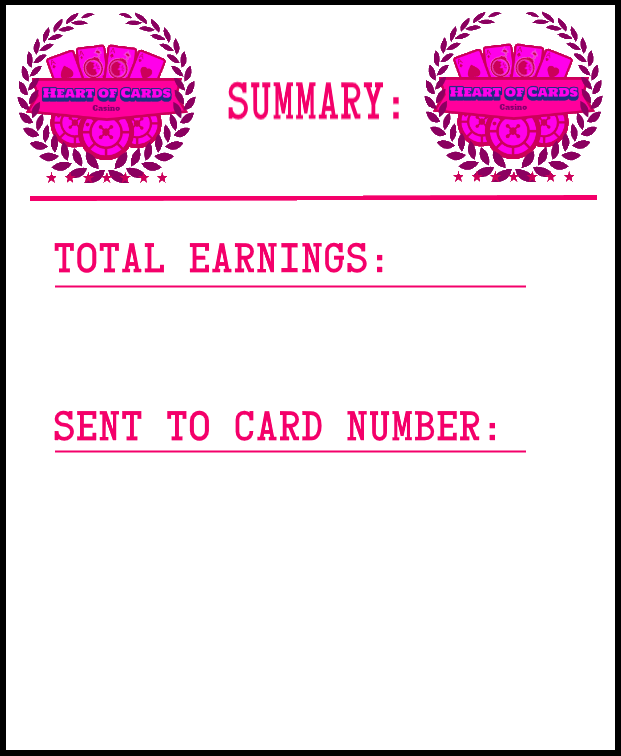 HEART OF CARDS
Casino
SUMMARY:
HEART OF CARDS
Casino
TOTAL EARNINGS:
SENT TO CARD NUMBER: